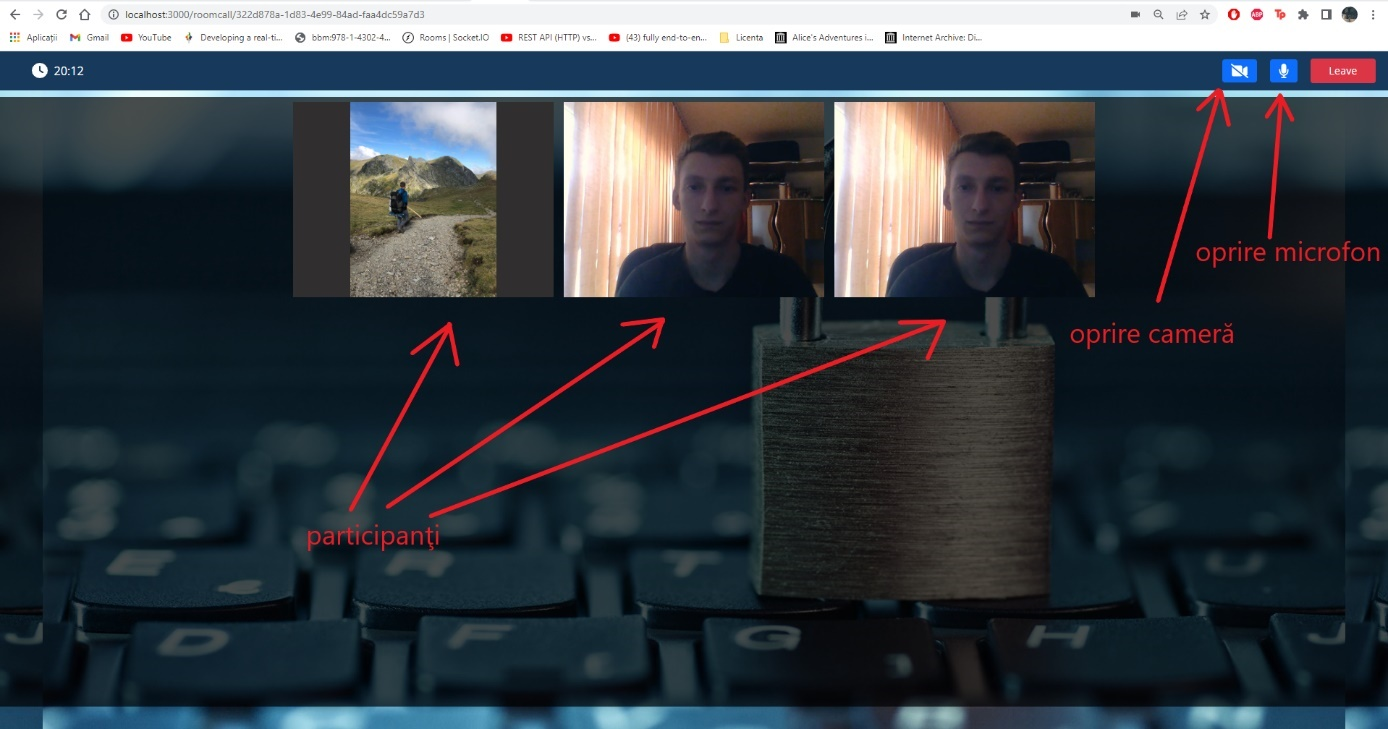 localhost:3000/roomcall/322d878a-1d83-4e99-84ad-faa4dc59a7d3
Aplicații Gmail YouTube Developing a real-ti... bbm:978-1-4302-4... Rooms | Socket.IO REST API (HTTP) vs... (43) fully end-to-en... Licenta Alice's Adventures i... Internet Archive: Di...
20:12 Leave
oprire microfon
oprire cameră
participanţi
E R T U
J D F G H J